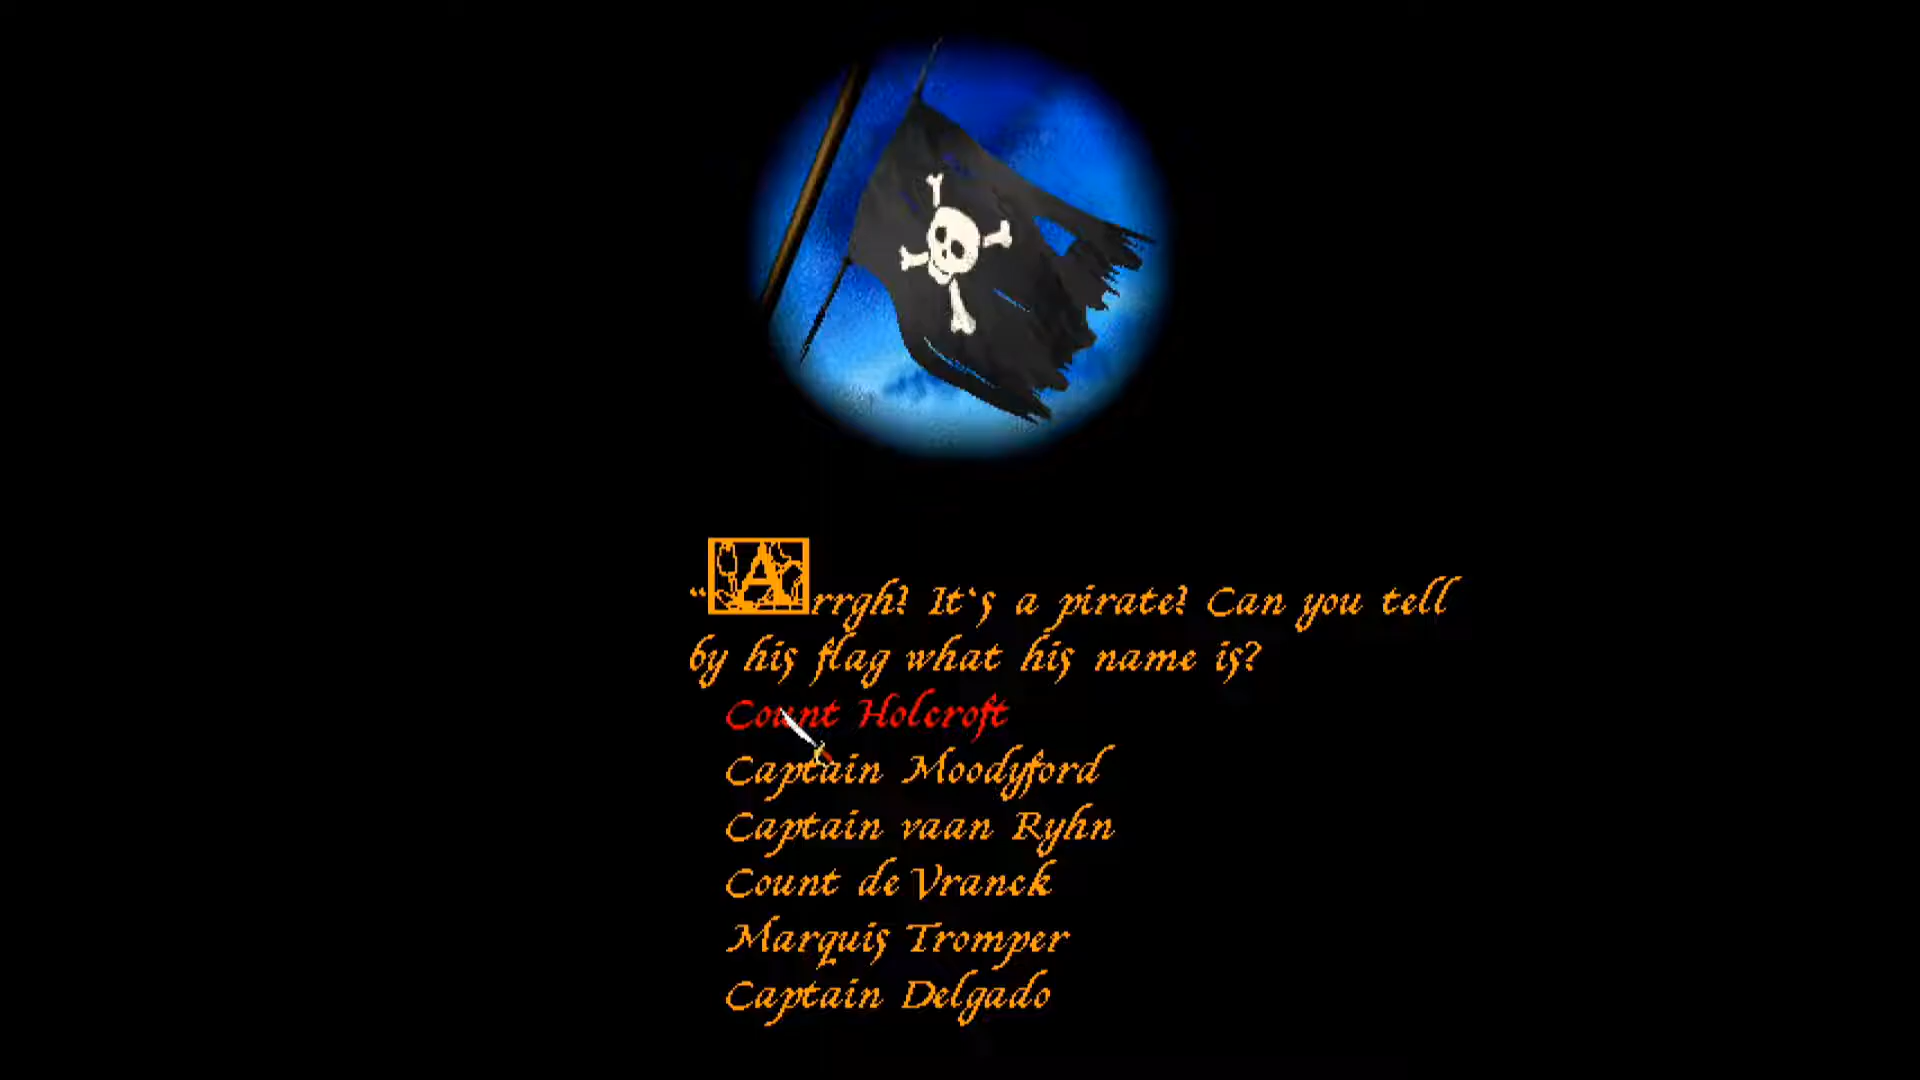 "Arrgh! It's a pirate! Can you tell
by his flag what his name is?
Count Holcroft
Captain Moodyford
Captain vaan Ryhn
Count de Vranck
Marquis Tromper
Captain Delgado